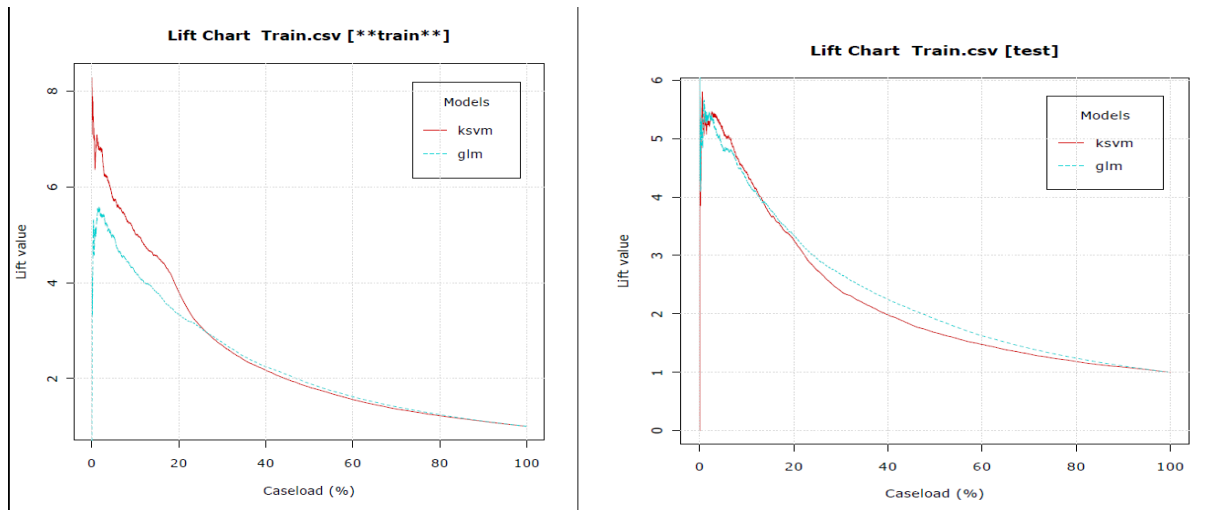 Lift Chart  Train.csv [**train**]
Models
ksvm
glm
8
6
4
2
Lift value
0
20
40
60
80
100
Caseload (%)
Lift Chart  Train.csv [test]
Models
ksvm
glm
6
5
4
3
2
1
0
Lift value
0
20
40
60
80
100
Caseload (%)